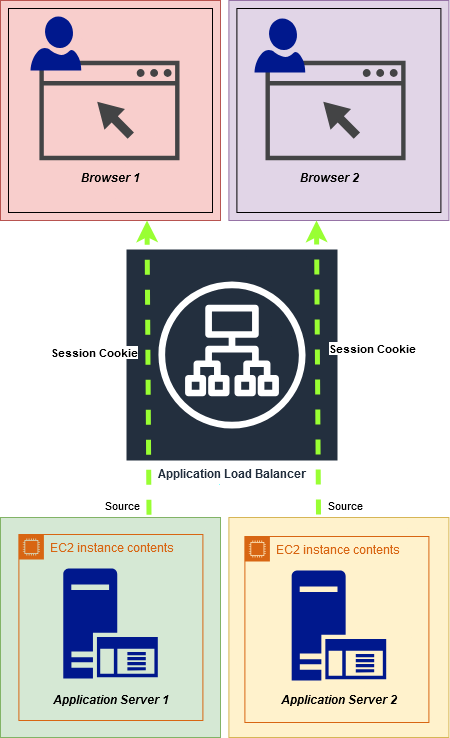 Browser 1
Browser 2
Session Cookie
Session Cookie
Application Load Balancer
Source
Source
EC2 instance contents
EC2 instance contents
Application Server 1
Application Server 2